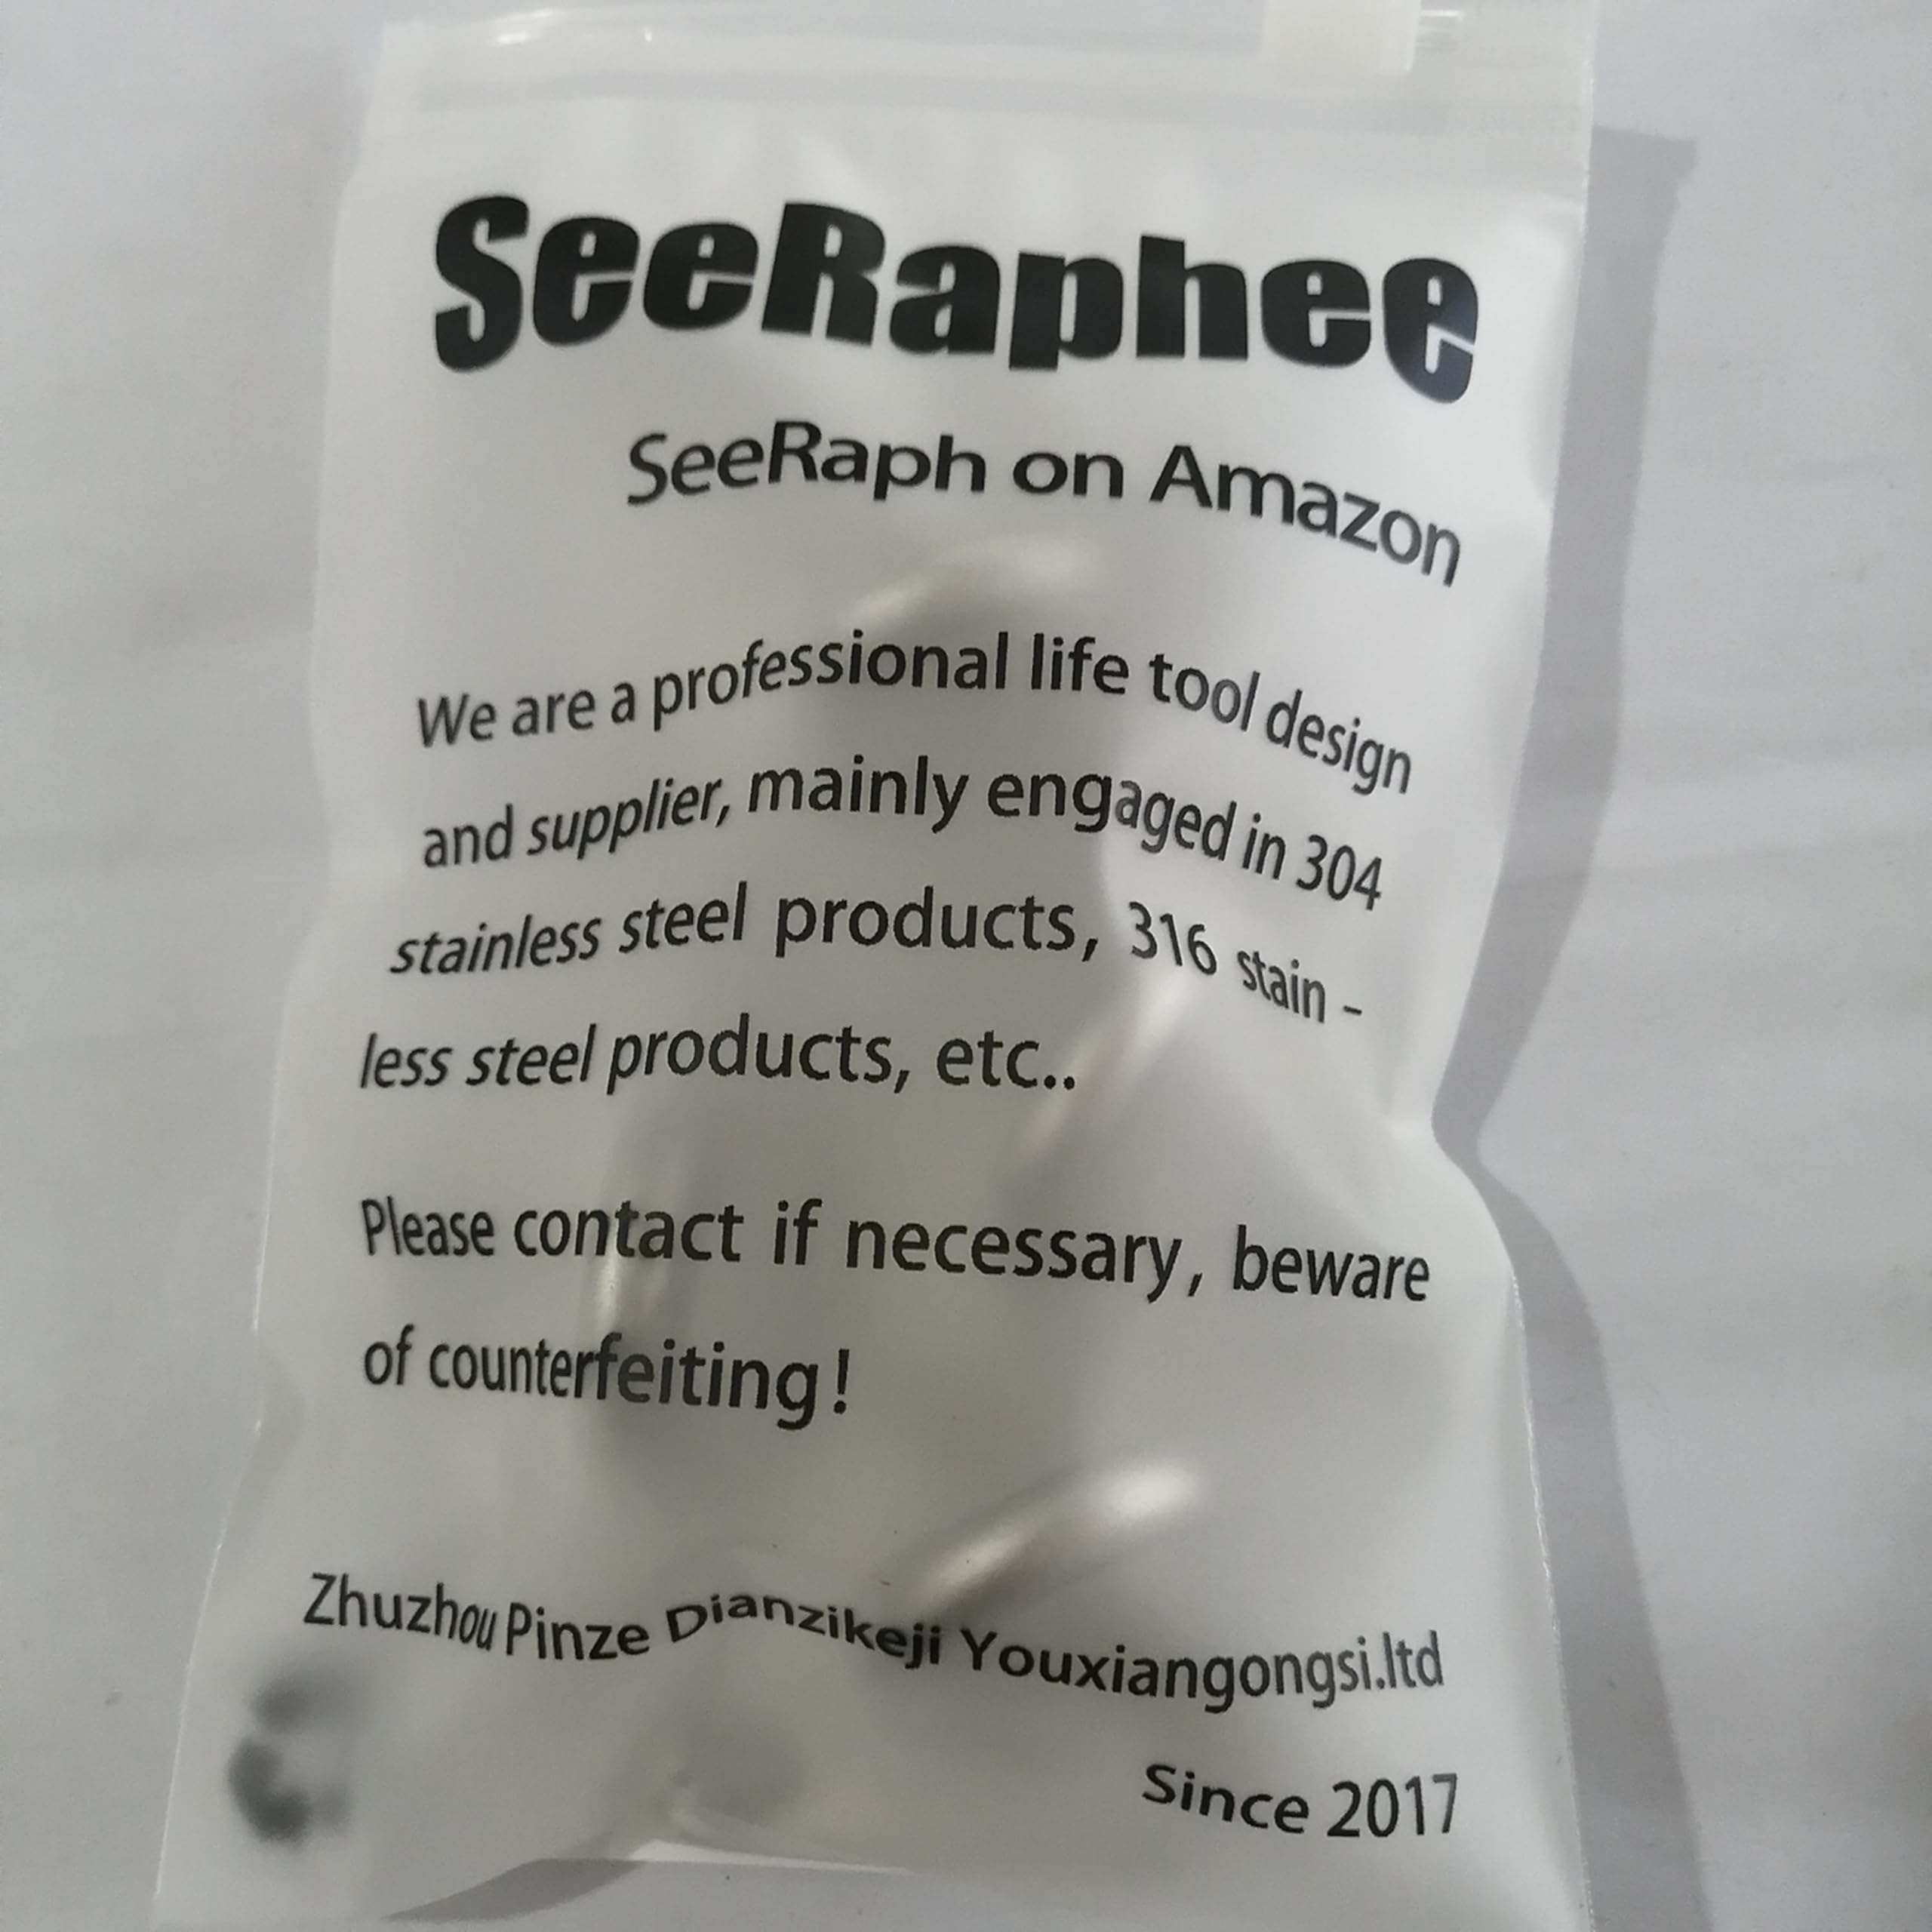 SeeRaphee
SeeRaph on Amazon
We are a professional life tool design
and supplier, mainly engaged in 304
stainless steel products, 316 stain -
less steel products, etc..
Please contact if necessary, beware
of counterfeiting!
Zhuzhou Pinze Dianzikeji Youxiangongsi.ltd
Since 2017